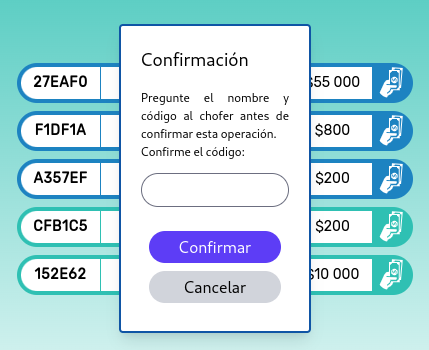 Confirmación
27EAF0
$55 000
Pregunte el nombre y
código al chofer antes de
confirmar esta operación.
Confirme el código:
F1DF1A
$800
A357EF
$200
CFB1C5
$200
Confirmar
152E62
$10 000
Cancelar